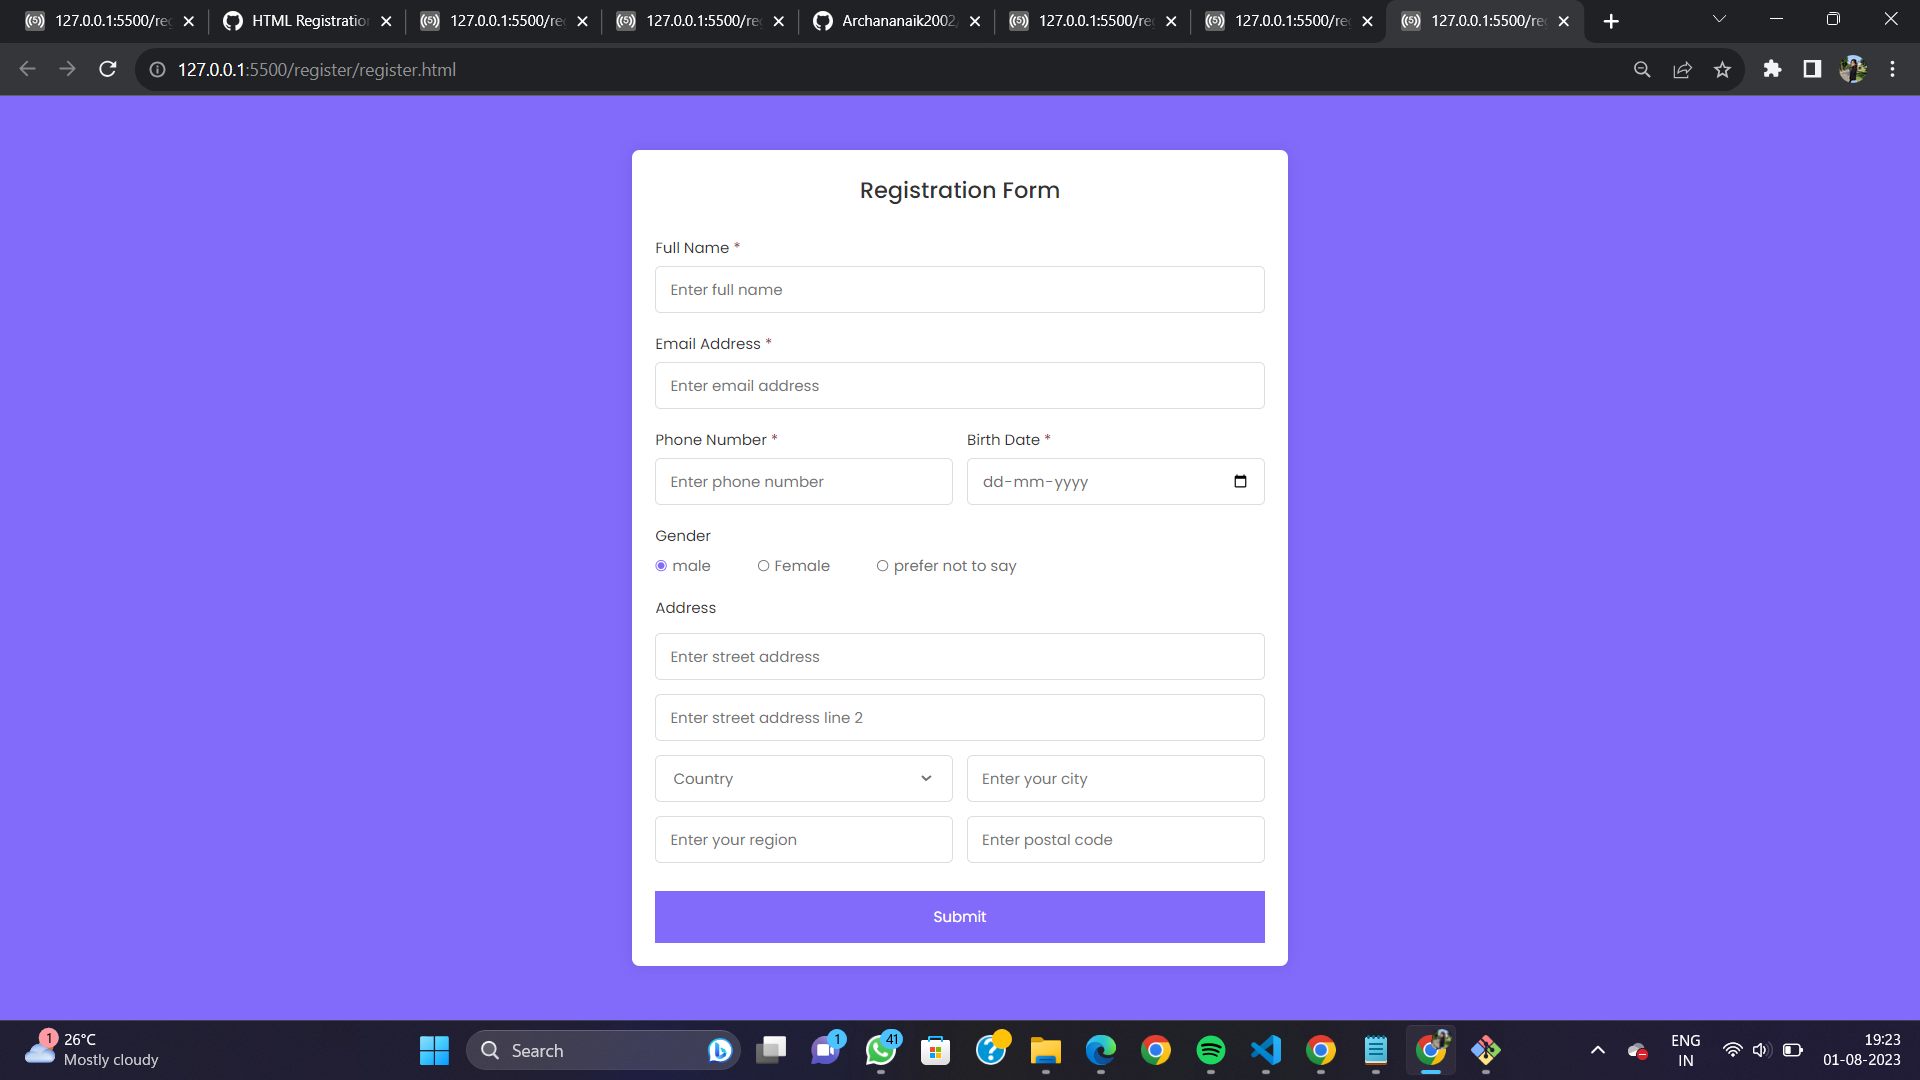 127.0.0.1:5500/re
HTML Registration
127.0.0.1:5500/re
127.0.0.1:5500/re
Archananaik2002/
127.0.0.1:5500/re
127.0.0.1:5500/re
127.0.0.1:5500/re
127.0.0.1:5500/register/register.html
Registration Form
Full Name *
Enter full name
Email Address *
Enter email address
Phone Number * Birth Date *
Enter phone number dd-mm-yyyy
Gender
male Female prefer not to say
Address
Enter street address
Enter street address line 2
Country Enter your city
Enter your region Enter postal code
Submit
1 26°C
Mostly cloudy
Search
1
41
ENG
IN
19:23
01-08-2023